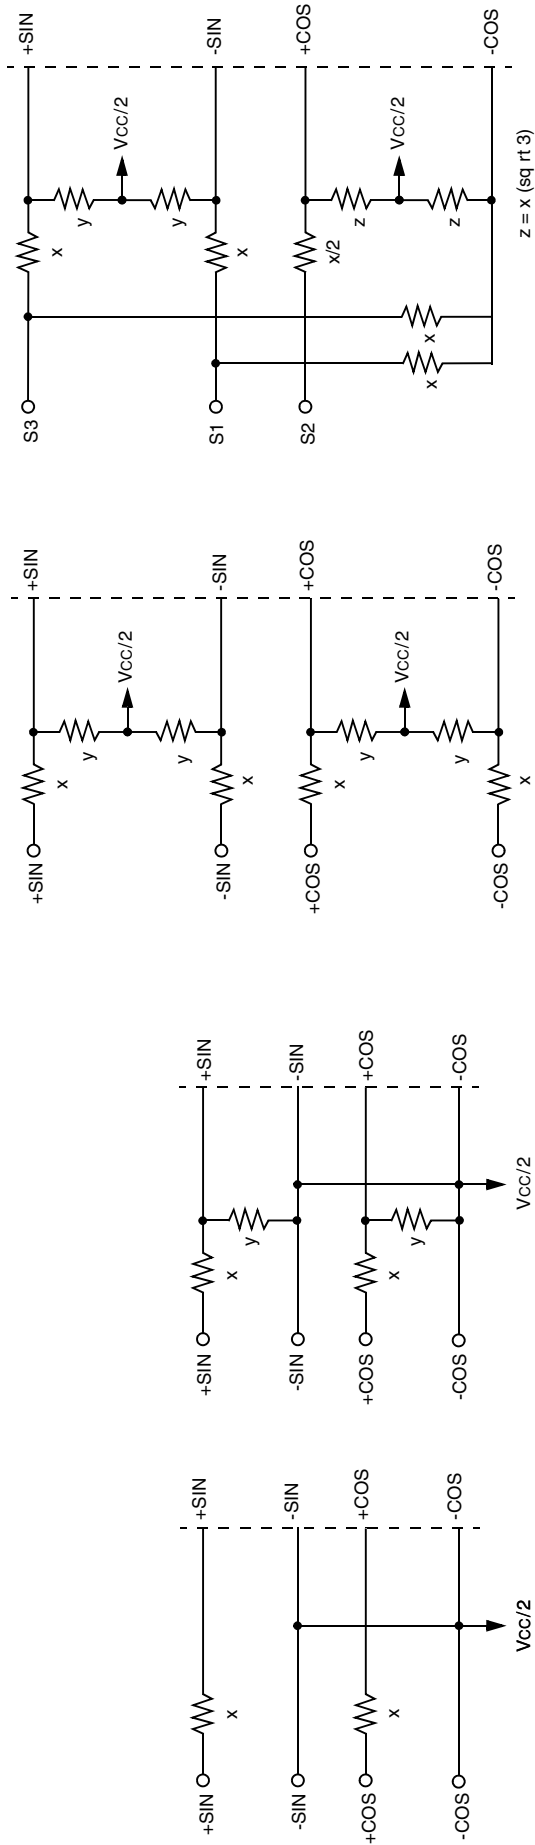 +SIN
+SIN
x
y
VCC/2
S3
x
-SIN
y
S1
x
+COS
x/2
z
VCC/2
S2
z
-COS
x
x
z = x (sq rt 3)
+SIN
+SIN
x
y
VCC/2
y
-SIN
-SIN
x
+COS
+COS
x
y
VCC/2
y
-COS
-COS
x
+SIN
+SIN
x
y
-SIN
-SIN
+COS
+COS
x
y
-COS
-COS
VCC/2
+SIN
+SIN
x
-SIN
-SIN
+COS
+COS
x
-COS
-COS
VCC/2